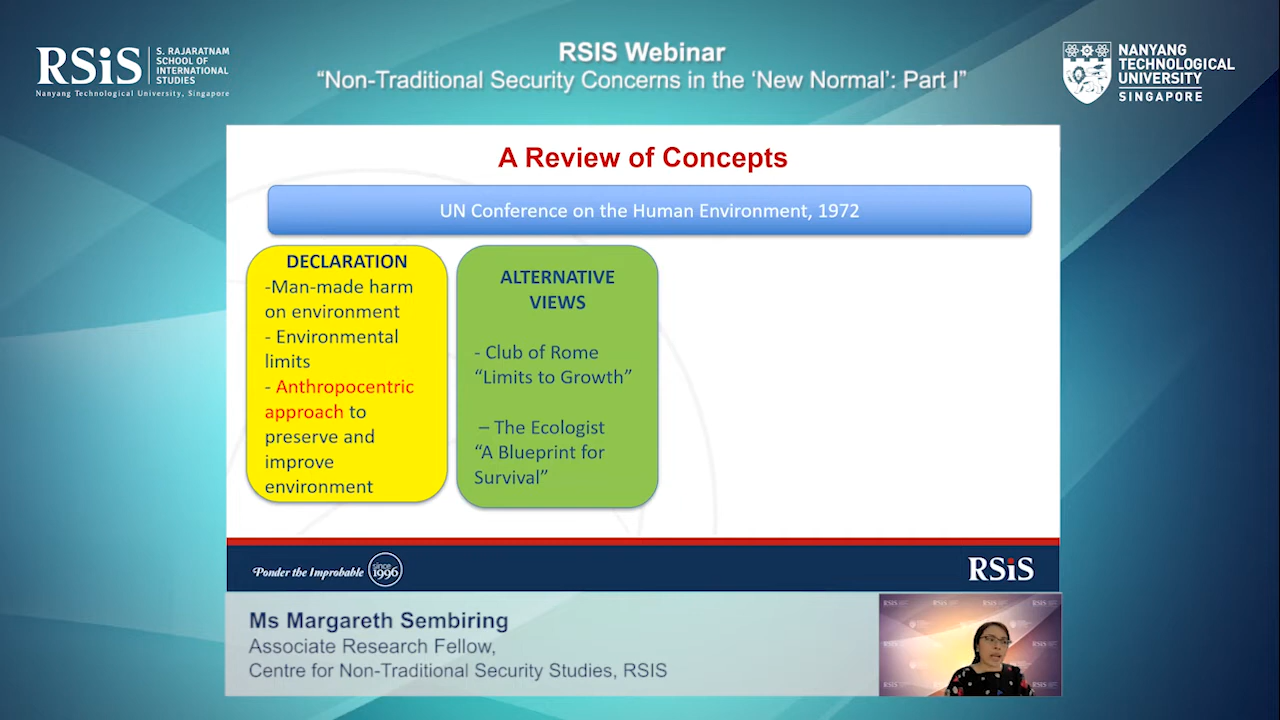 RSiS
S. RAJARATNAM
SCHOOL OF
INTERNATIONAL
STUDIES
Nanyang Technological University, Singapore
RSIS Webinar
“Non-Traditional Security Concerns in the ‘New Normal’: Part I”
NANYANG
TECHNOLOGICAL
UNIVERSITY
SINGAPORE
A Review of Concepts
UN Conference on the Human Environment, 1972
DECLARATION
-Man-made harm
on environment
- Environmental
limits
- Anthropocentric
approach to
preserve and
improve
environment
ALTERNATIVE
VIEWS
- Club of Rome
“Limits to Growth”
– The Ecologist
“A Blueprint for
Survival”
Ponder the Improbable
since
1996
RSiS
Ms Margareth Sembiring
Associate Research Fellow,
Centre for Non-Traditional Security Studies, RSIS